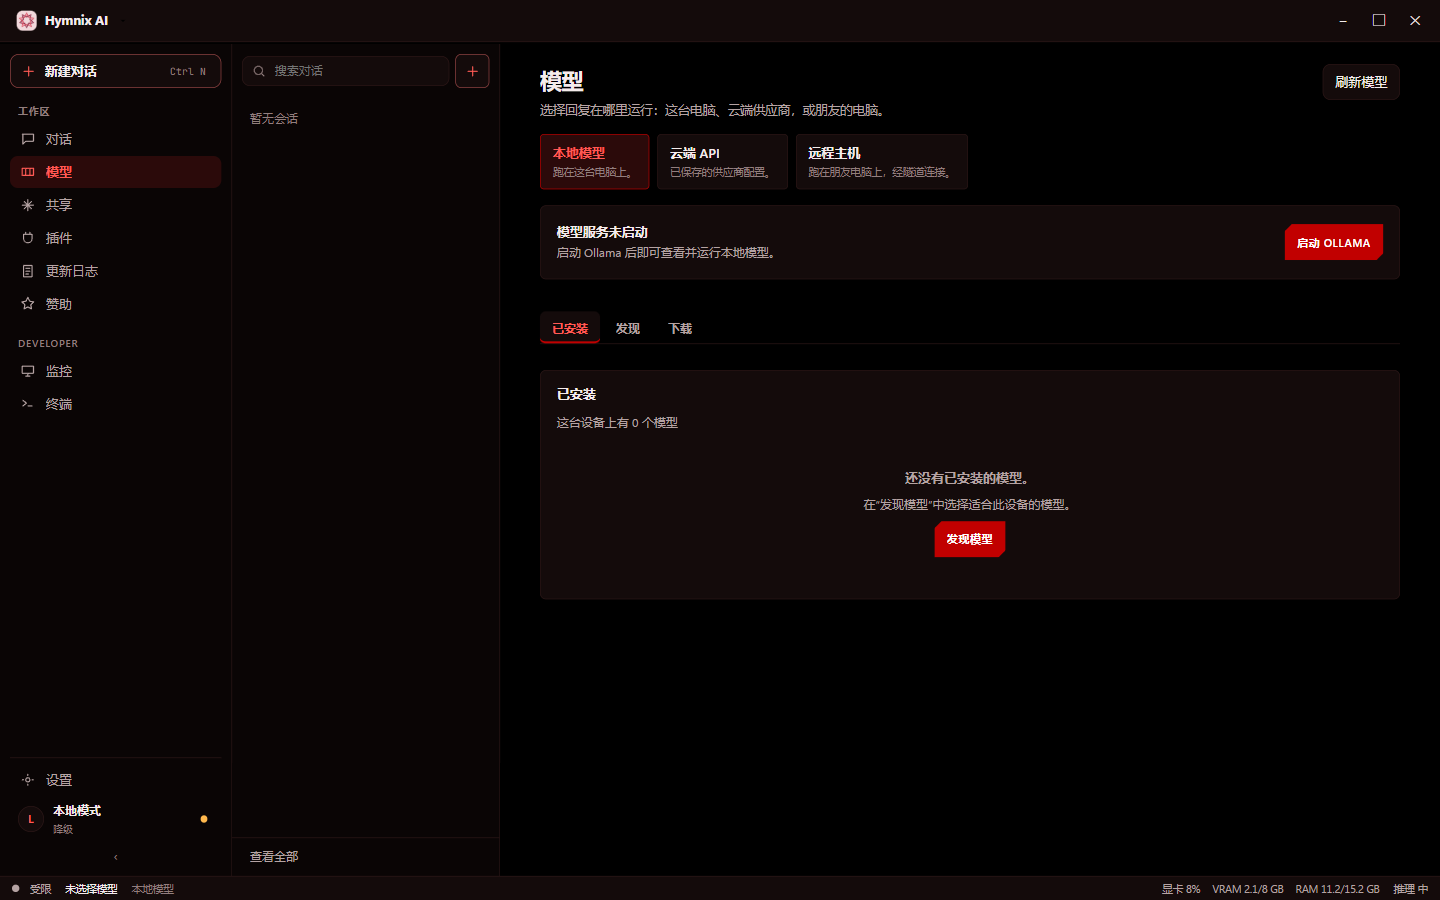 Hymnix AI
新建对话 Ctrl N
工作区
对话
模型
共享
插件
更新日志
赞助
DEVELOPER
监控
终端
设置
L
本地模式
降级
搜索对话
暂无会话
查看全部
模型
选择回复在哪里运行：这台电脑、云端供应商，或朋友的电脑。
刷新模型
本地模型
跑在这台电脑上。
云端 API
已保存的供应商配置。
远程主机
跑在朋友电脑上，经隧道连接。
模型服务未启动
启动 Ollama 后即可查看并运行本地模型。
启动 OLLAMA
已安装 发现 下载
已安装
这台设备上有 0 个模型
还没有已安装的模型。
在"发现模型"中选择适合此设备的模型。
发现模型
受限 未选择模型 本地模型 显卡 8% VRAM 2.1/8 GB RAM 11.2/15.2 GB 推理 中